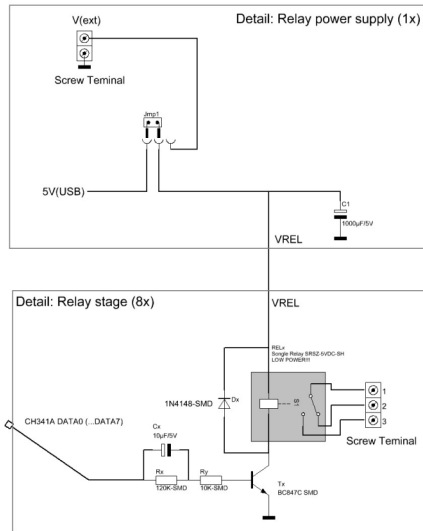 Detail: Relay power supply (1x)
V(ext)
Screw Teminal
Jmp1
5V(USB)
C1
1000µF/5V
VREL
Detail: Relay stage (8x)
VREL
RELx
Songle Relay SRSZ-5VDC-SH
LOW POWER!!!
1N4148-SMD
Dx
S1
1
2
3
Screw Teminal
CH341A DATA0 (...DATA7)
Cx
10µF/5V
Rx
120K-SMD
Ry
10K-SMD
Tx
BC847C SMD